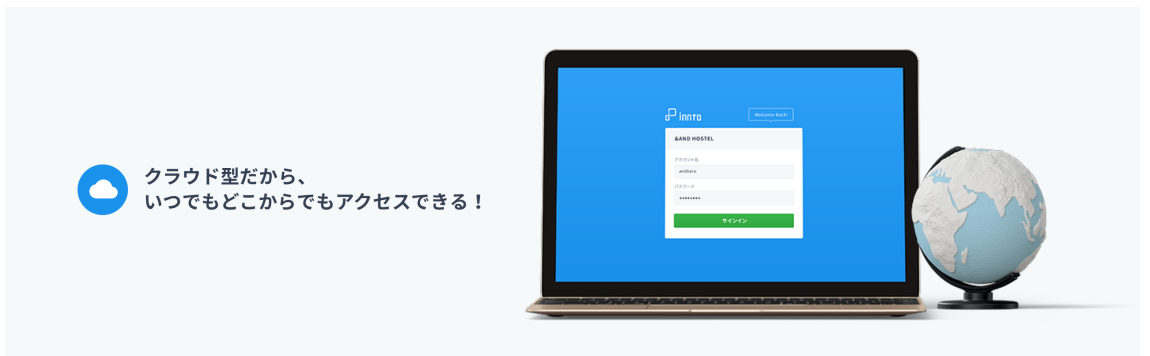 クラウド型だから、
いつでもどこからでもアクセスできる！
innto
Welcome Back!
&AND HOSTEL
アカウント名
andhara
パスワード
サインイン